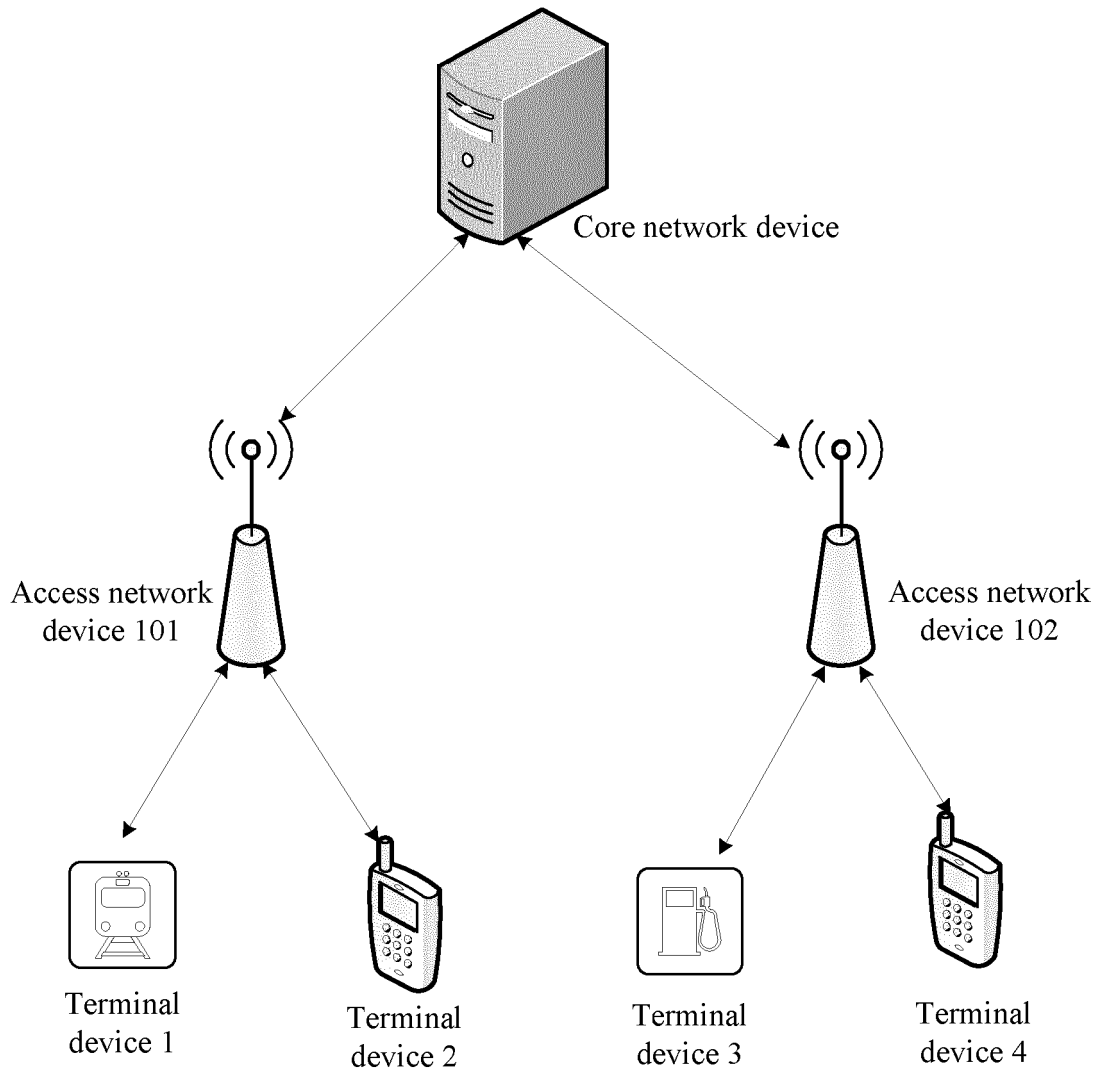 Core network device
Access network
device 101
Access network
device 102
Terminal
device 1
Terminal
device 2
Terminal
device 3
Terminal
device 4